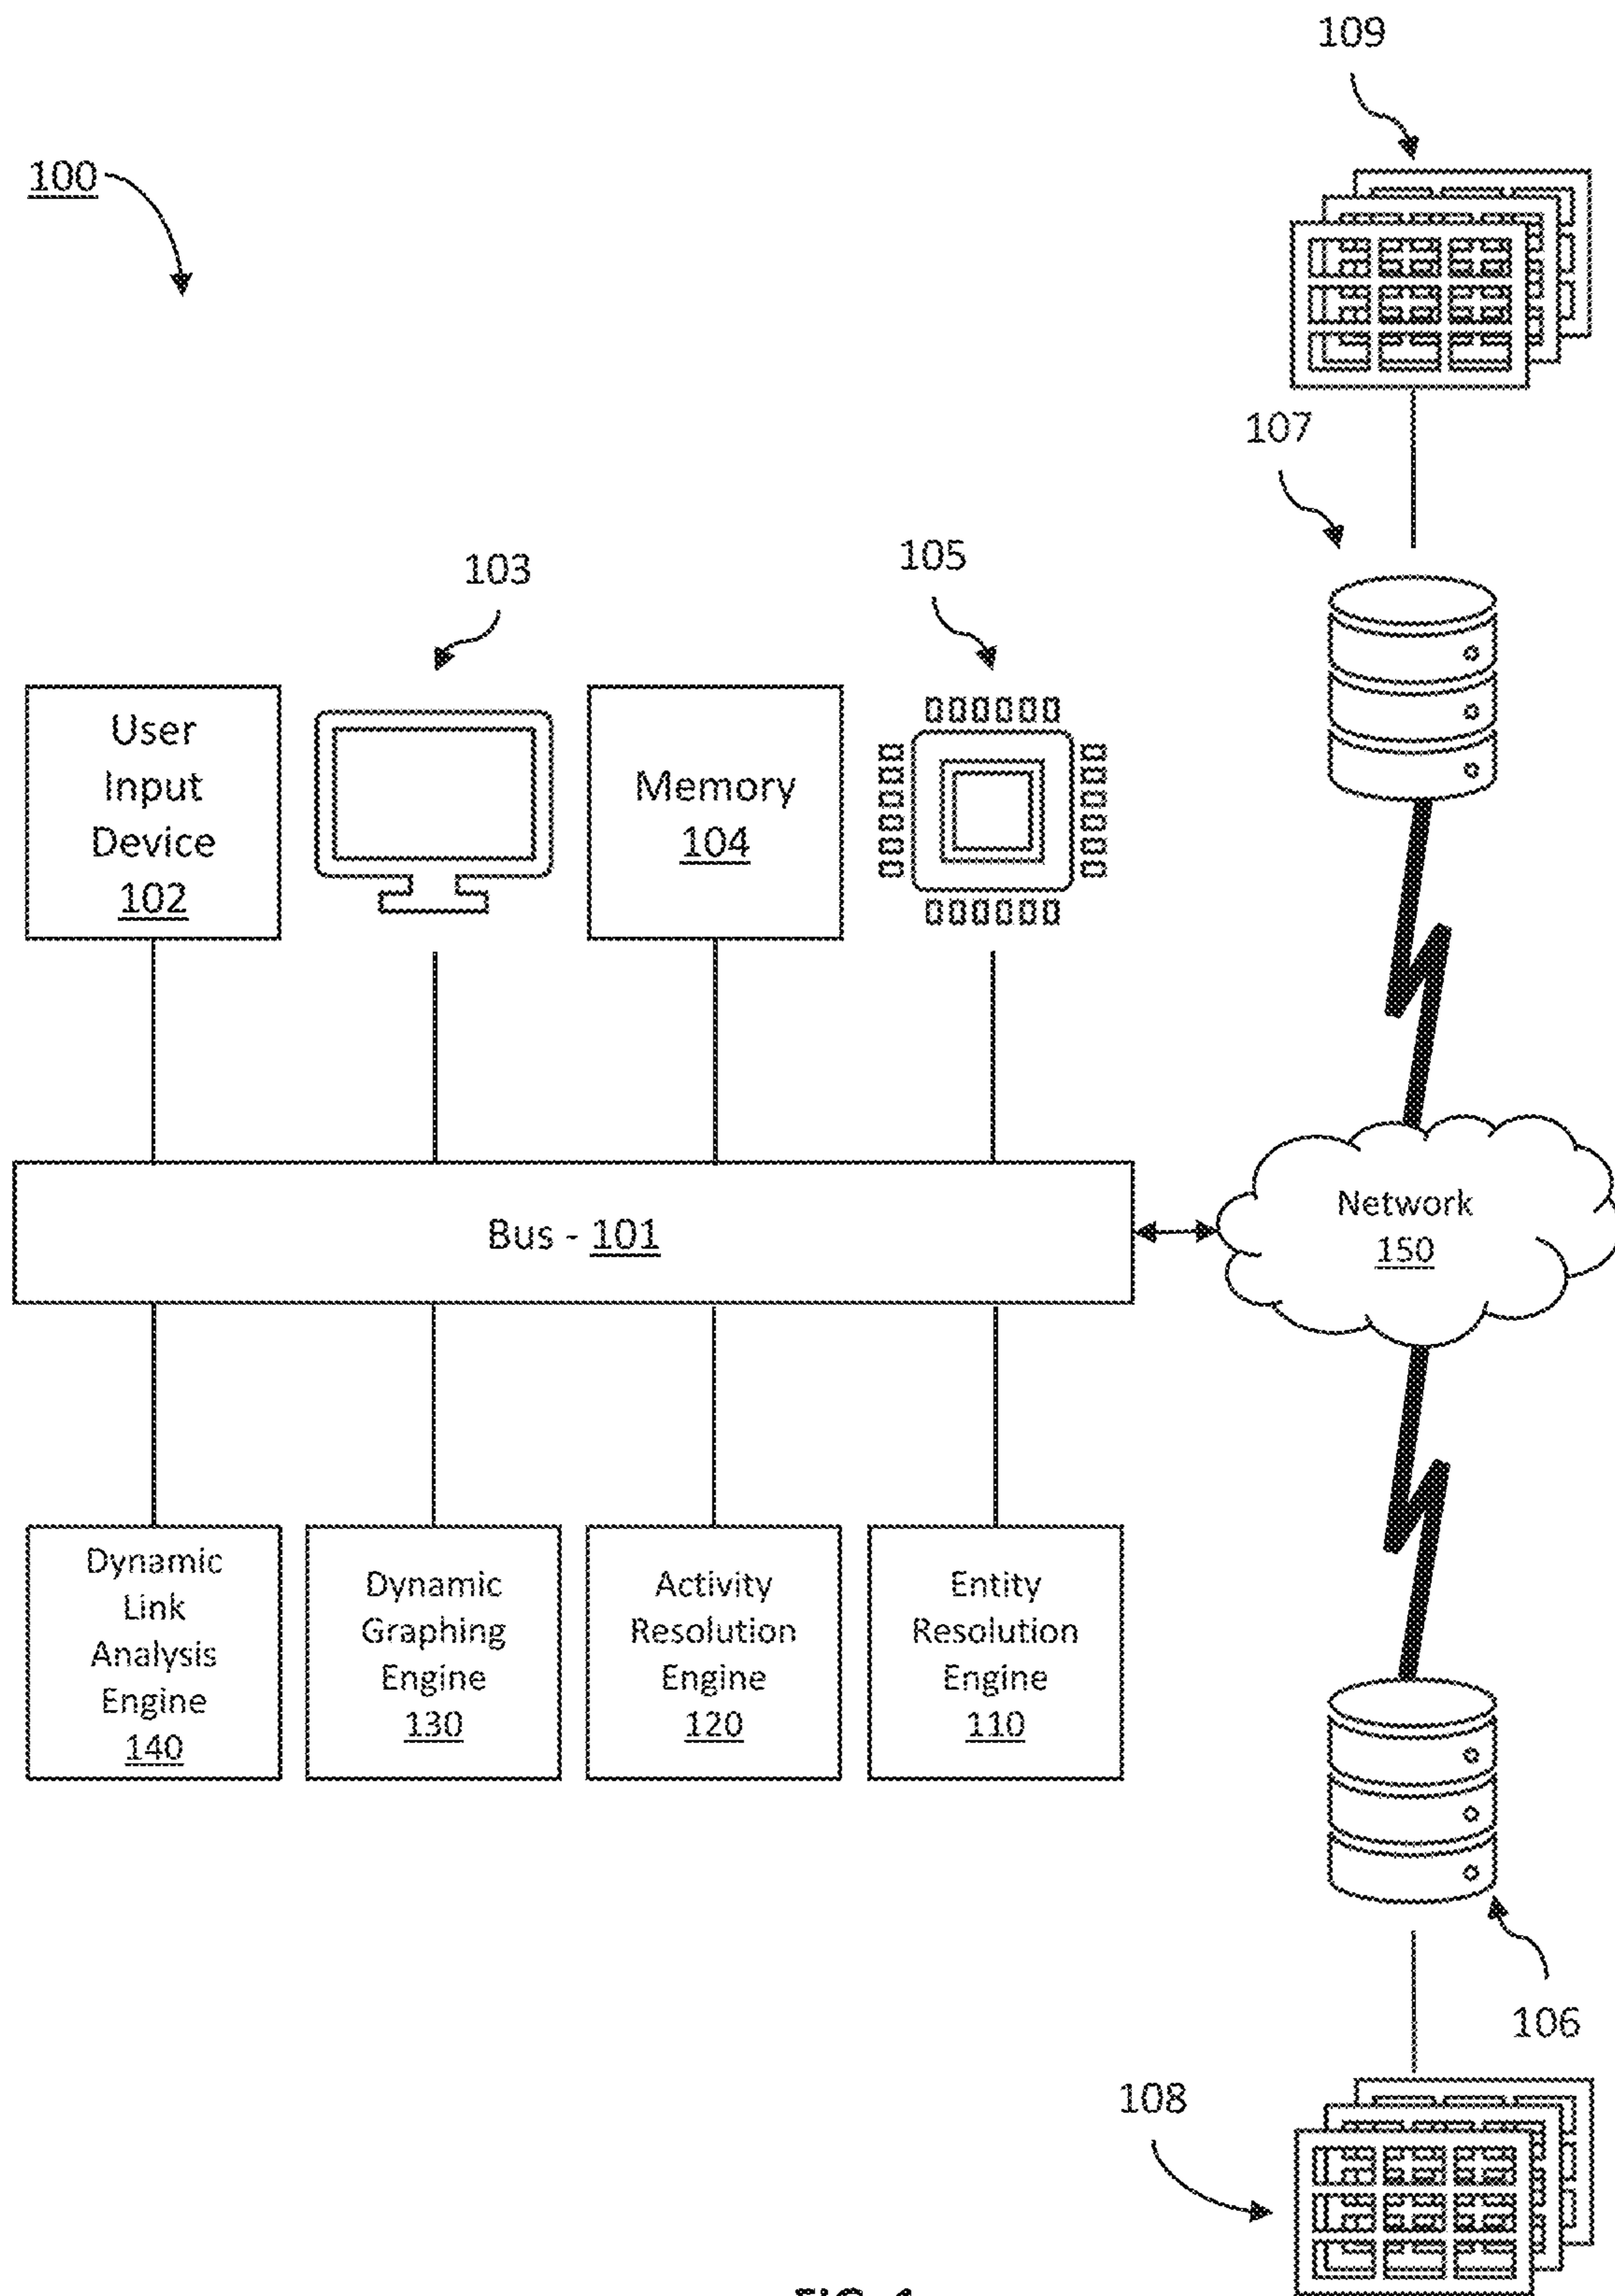 109
100
107
105
103
User
Input
Device
102
Memory
104
Bus - 101
Network
150
Dynamic
Link
Analysis
Engine
140
Dynamic
Graphing
Engine
130
Activity
Resolution
Engine
120
Entity
Resolution
Engine
110
106
108